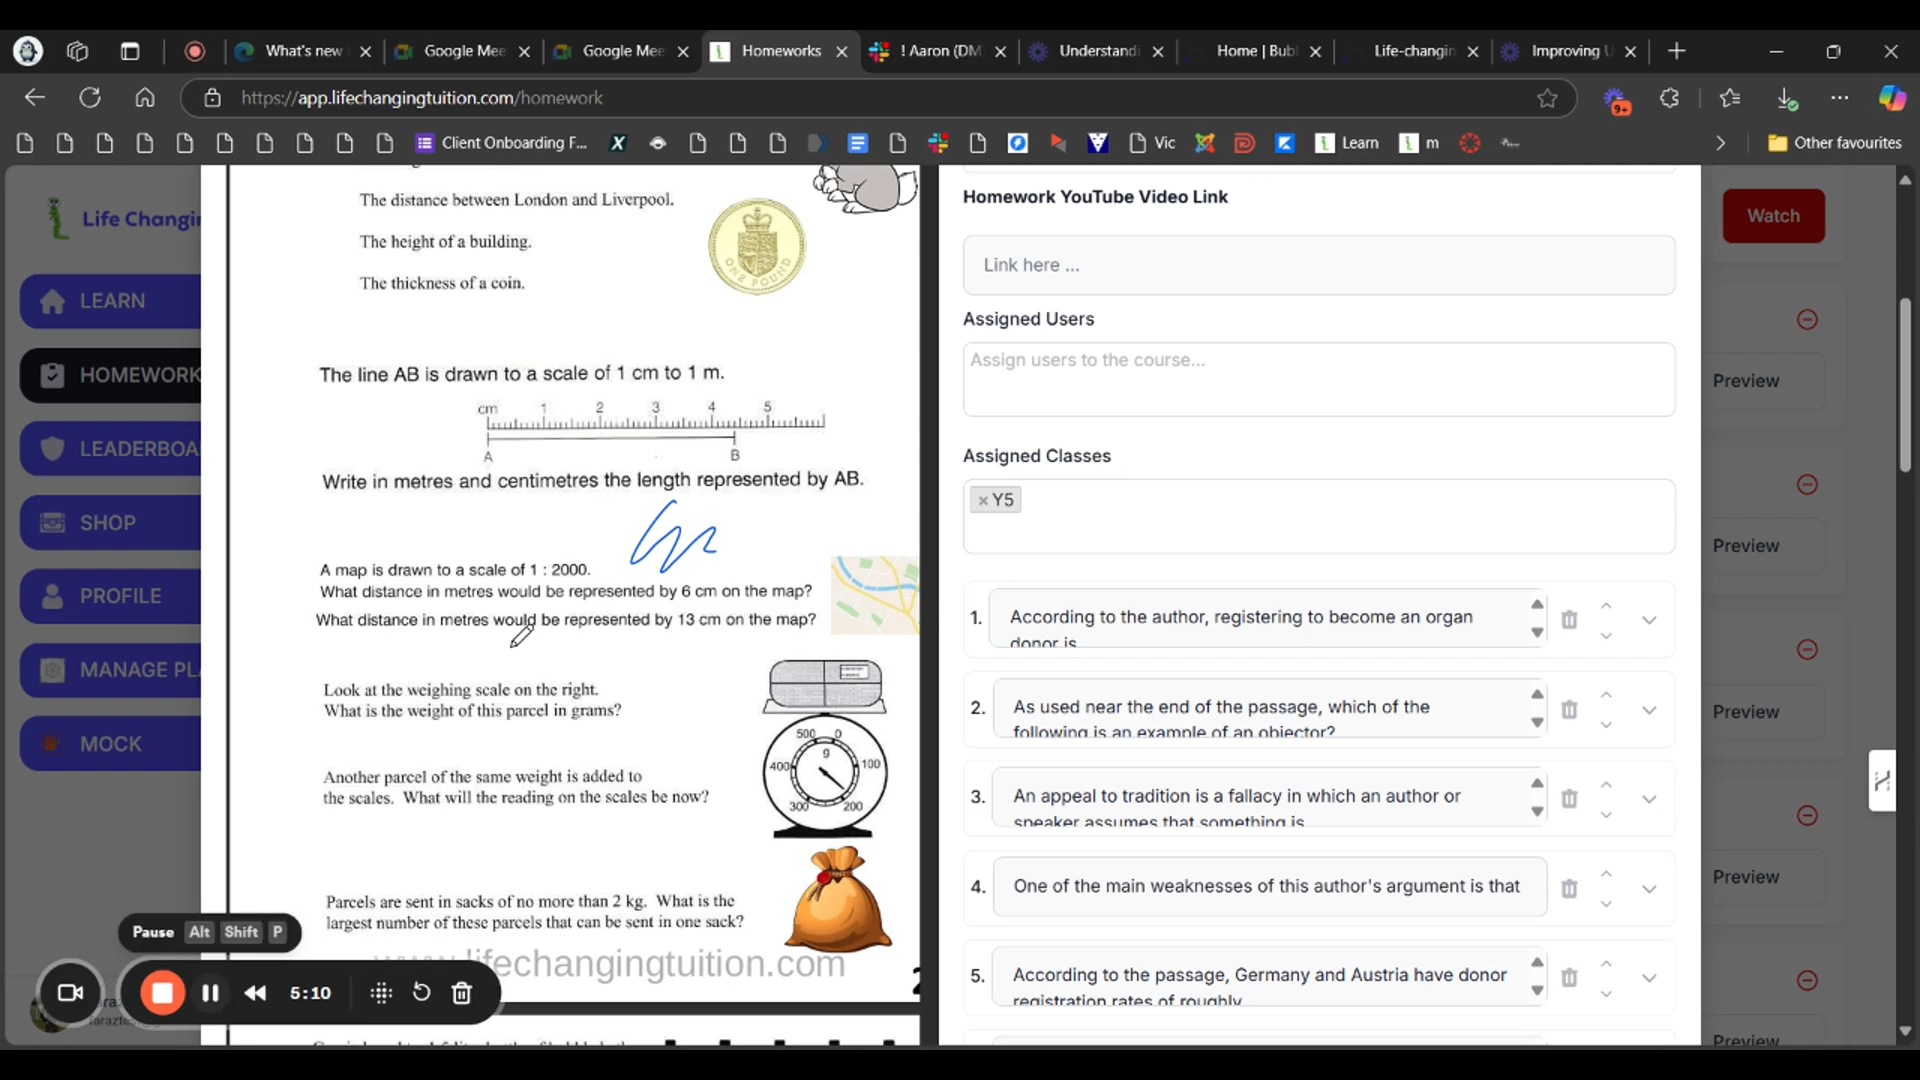 What's new
Google Mee
Google Mee
Homeworks
! Aaron (DM
Understandi
Home | Bub
Life-changin
Improving U
https://app.lifechangingtuition.com/homework
9+
Client Onboarding F...
Vic
Learn
m
Other favourites
Life Changin
LEARN
HOMEWORK
LEADERBOA
SHOP
PROFILE
MANAGE PL
MOCK
The distance between London and Liverpool.
The height of a building.
The thickness of a coin.
ONE POUND
The line AB is drawn to a scale of 1 cm to 1 m.
cm 1 2 3 4 5
A B
Write in metres and centimetres the length represented by AB.
A map is drawn to a scale of 1 : 2000.
What distance in metres would be represented by 6 cm on the map?
What distance in metres would be represented by 13 cm on the map?
Look at the weighing scale on the right.
What is the weight of this parcel in grams?
500 0
g
400 100
300 200
Another parcel of the same weight is added to
the scales. What will the reading on the scales be now?
Parcels are sent in sacks of no more than 2 kg. What is the
largest number of these parcels that can be sent in one sack?
www.lifechangingtuition.com
Pause Alt Shift P
5:10
Homework YouTube Video Link
Link here ...
Assigned Users
Assign users to the course...
Assigned Classes
× Y5
1. According to the author, registering to become an organ
donor is
2. As used near the end of the passage, which of the
following is an example of an objector?
3. An appeal to tradition is a fallacy in which an author or
speaker assumes that something is
4. One of the main weaknesses of this author's argument is that
5. According to the passage, Germany and Austria have donor
registration rates of roughly
Watch
Preview
Preview
Preview
Preview
Preview